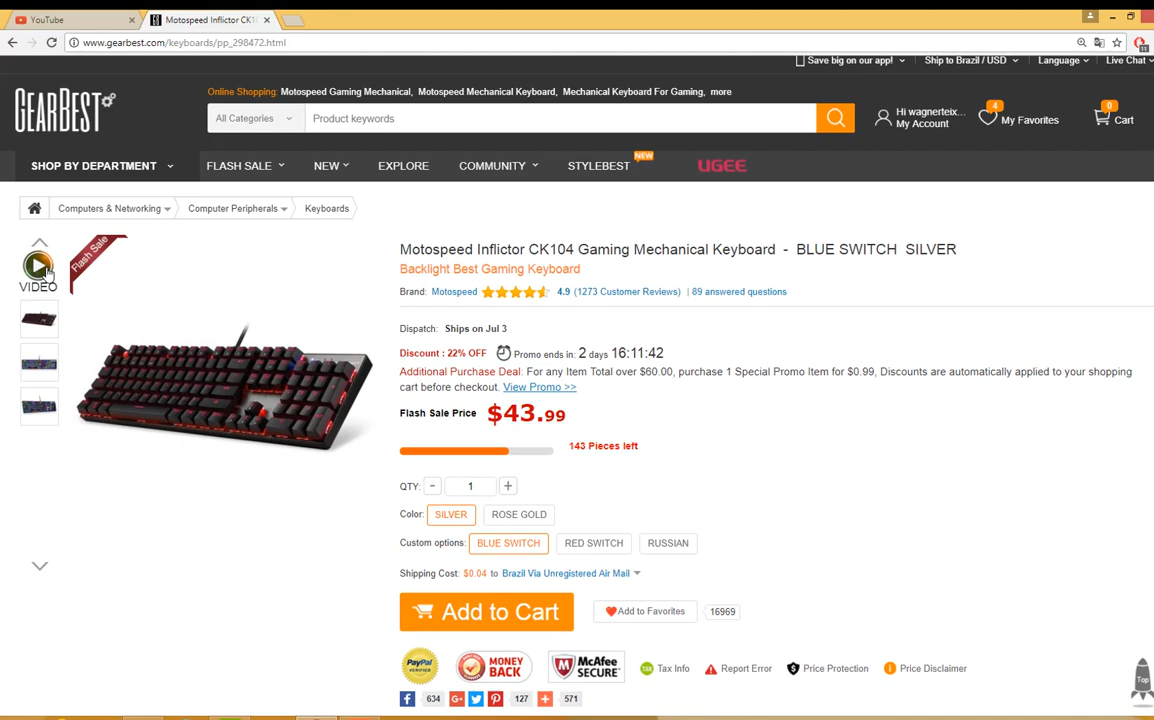 YouTube
Motospeed Inflictor CK10
www.gearbest.com/keyboards/pp_298472.html
11
Save big on our app!
Ship to Brazil / USD
Language
Live Chat
GEARBEST
Online Shopping: Motospeed Gaming Mechanical, Motospeed Mechanical Keyboard, Mechanical Keyboard For Gaming, more
All Categories
Product keywords
Hi wagnerteix...
My Account
4
My Favorites
0
Cart
SHOP BY DEPARTMENT
FLASH SALE
NEW
EXPLORE
COMMUNITY
STYLEBEST
NEW
UGEE
Computers & Networking
Computer Peripherals
Keyboards
Flash Sale
VIDEO
Motospeed Inflictor CK104 Gaming Mechanical Keyboard - BLUE SWITCH SILVER
Backlight Best Gaming Keyboard
Brand: Motospeed 4.9 (1273 Customer Reviews) | 89 answered questions
Dispatch: Ships on Jul 3
Discount : 22% OFF Promo ends in: 2 days 16:11:42
Additional Purchase Deal: For any Item Total over $60.00, purchase 1 Special Promo Item for $0.99, Discounts are automatically applied to your shopping
cart before checkout. View Promo >>
Flash Sale Price $43.99
143 Pieces left
QTY: - 1 +
Color: SILVER ROSE GOLD
Custom options: BLUE SWITCH RED SWITCH RUSSIAN
Shipping Cost: $0.04 to Brazil Via Unregistered Air Mail
Add to Cart
Add to Favorites
16969
PayPal
VERIFIED
MONEY
BACK
McAfee
SECURE
TAX
Tax Info
Report Error
$ Price Protection
Price Disclaimer
Top
634
G+
127
571